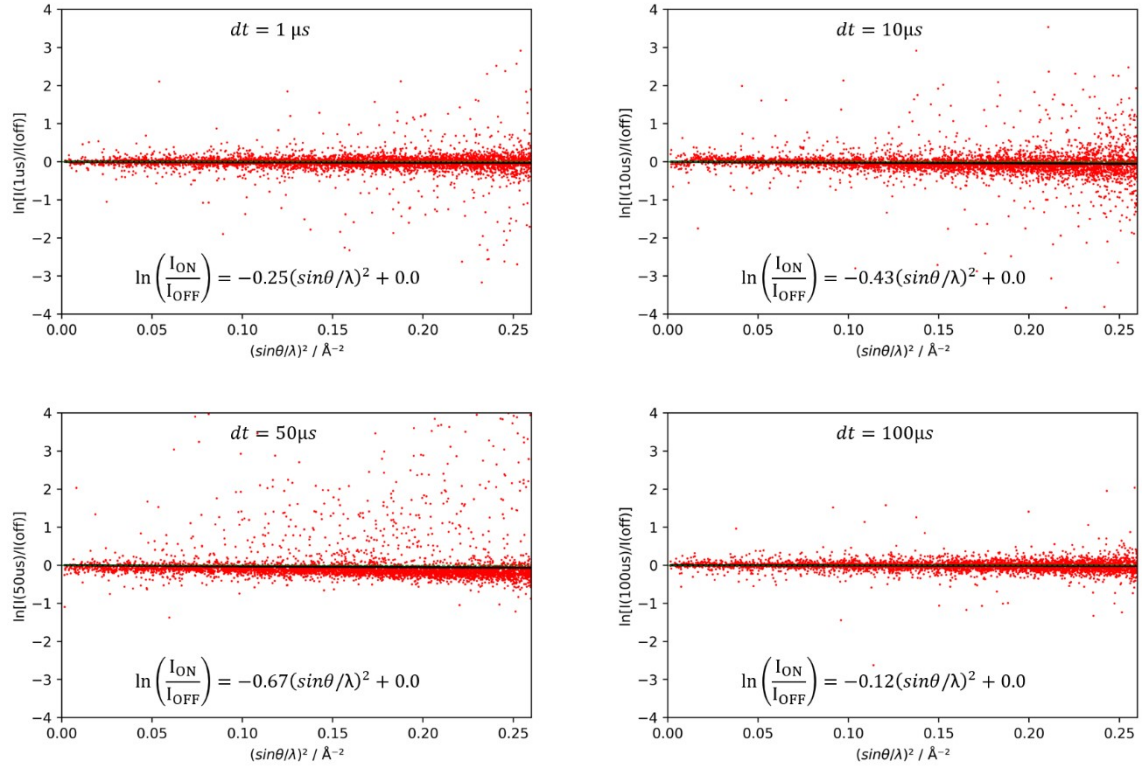 dt = 1 μs
ln[I(1us)/I(off)]
4
3
2
1
0
−1
−2
−3
−4
ln(I_ON/I_OFF) = −0.25(sinθ/λ)² + 0.0
0.00 0.05 0.10 0.15 0.20 0.25
(sinθ/λ)² / Å⁻²
dt = 10μs
ln[I(10us)/I(off)]
4
3
2
1
0
−1
−2
−3
−4
ln(I_ON/I_OFF) = −0.43(sinθ/λ)² + 0.0
0.00 0.05 0.10 0.15 0.20 0.25
(sinθ/λ)² / Å⁻²
dt = 50μs
ln[I(50us)/I(off)]
4
3
2
1
0
−1
−2
−3
−4
ln(I_ON/I_OFF) = −0.67(sinθ/λ)² + 0.0
0.00 0.05 0.10 0.15 0.20 0.25
(sinθ/λ)² / Å⁻²
dt = 100μs
ln[I(100us)/I(off)]
4
3
2
1
0
−1
−2
−3
−4
ln(I_ON/I_OFF) = −0.12(sinθ/λ)² + 0.0
0.00 0.05 0.10 0.15 0.20 0.25
(sinθ/λ)² / Å⁻²